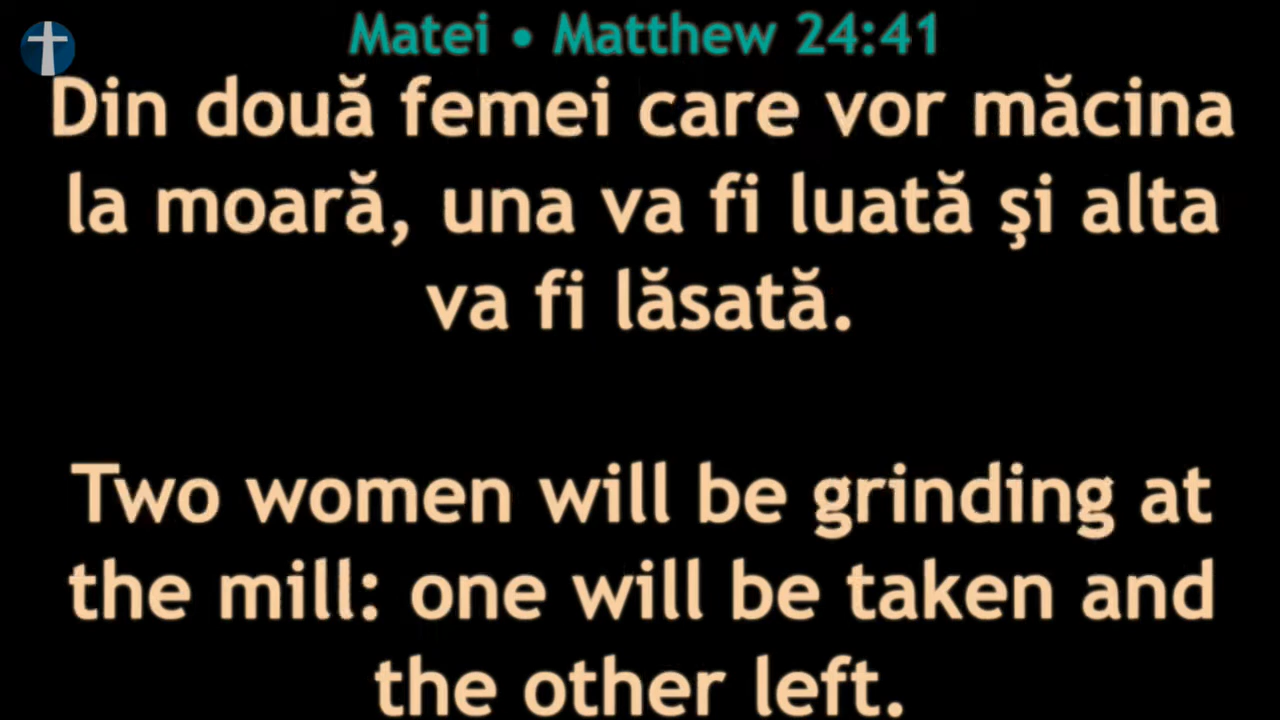 Matei • Matthew 24:41
Din două femei care vor măcina
la moară, una va fi luată şi alta
va fi lăsată.
Two women will be grinding at
the mill: one will be taken and
the other left.